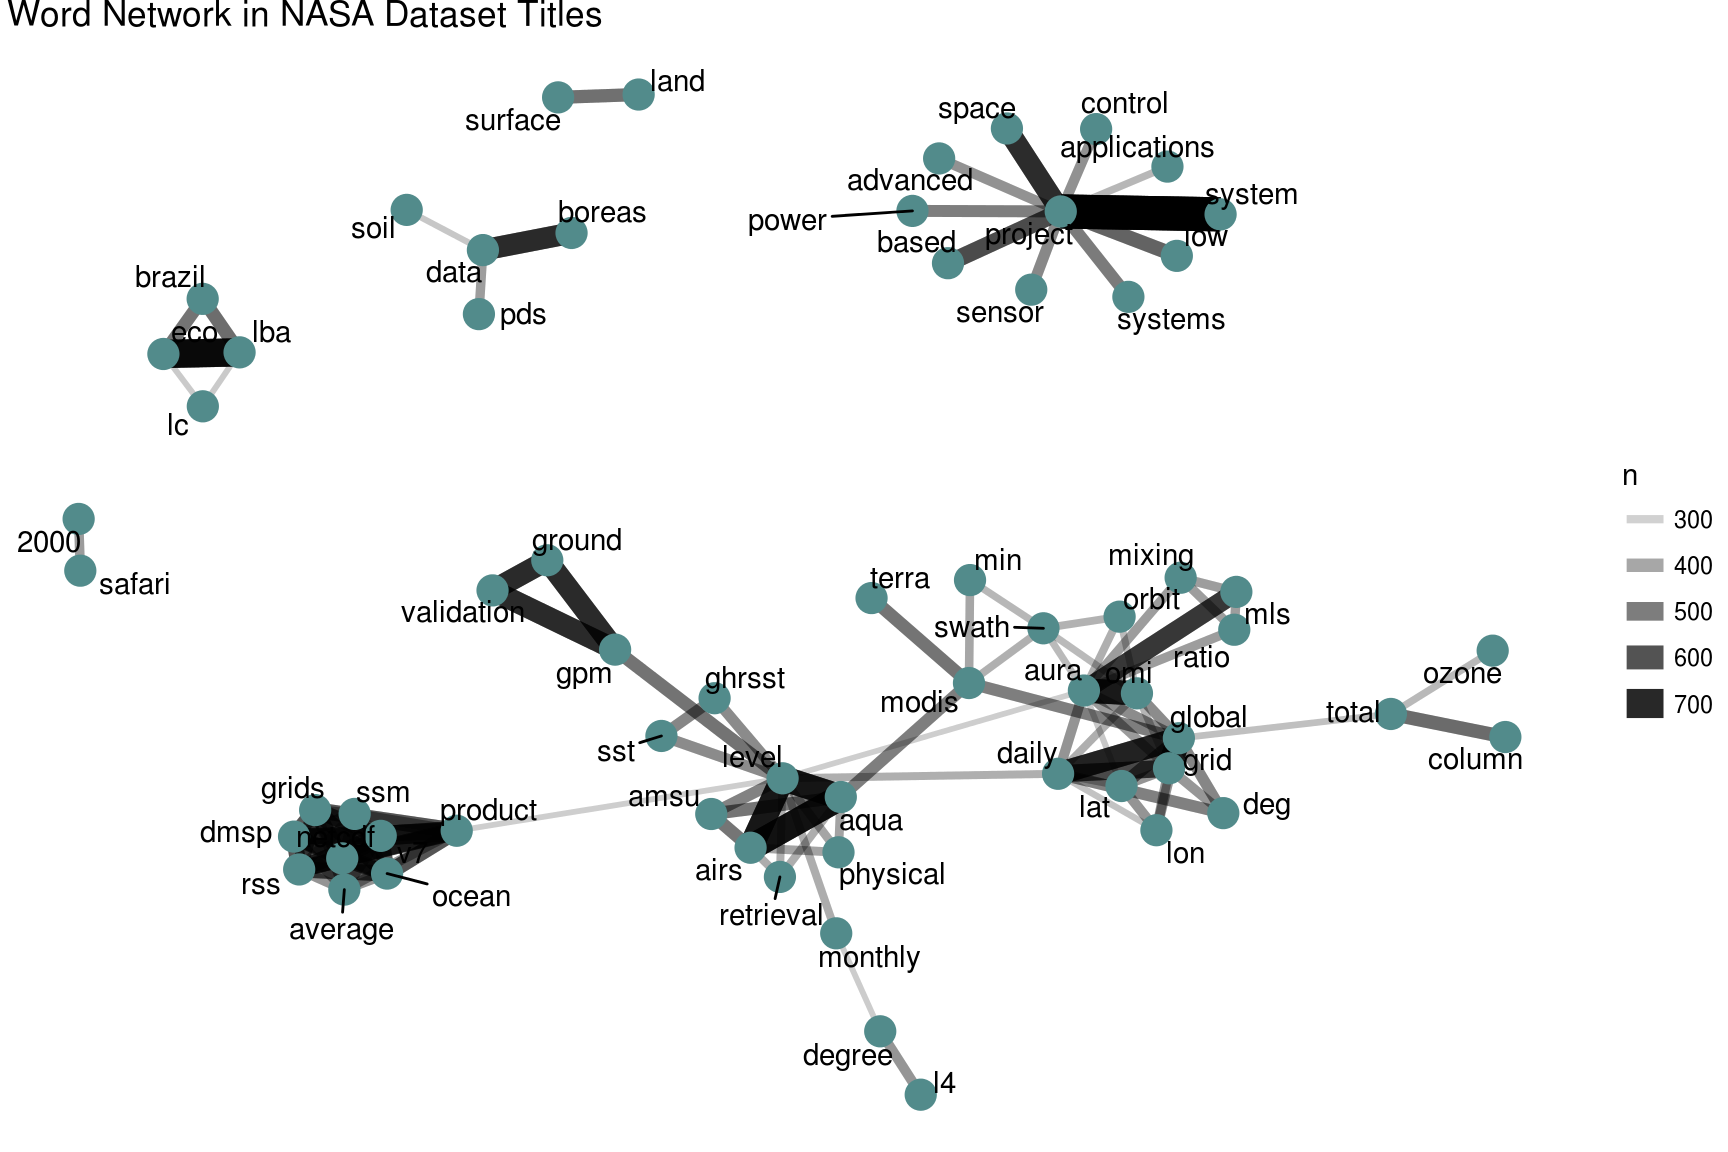 Word Network in NASA Dataset Titles
land
surface
space
control
applications
advanced
system
power
based
project
low
sensor
systems
soil
boreas
data
pds
brazil
eco
lba
lc
2000
safari
n
300
400
500
600
700
ground
validation
gpm
ghrsst
sst
level
terra
min
mixing
orbit
mls
swath
ratio
aura
omi
modis
global
daily
grid
lat
deg
lon
total
ozone
column
grids
ssm
product
dmsp
netcdf
v7
rss
ocean
average
amsu
aqua
airs
physical
retrieval
monthly
degree
l4